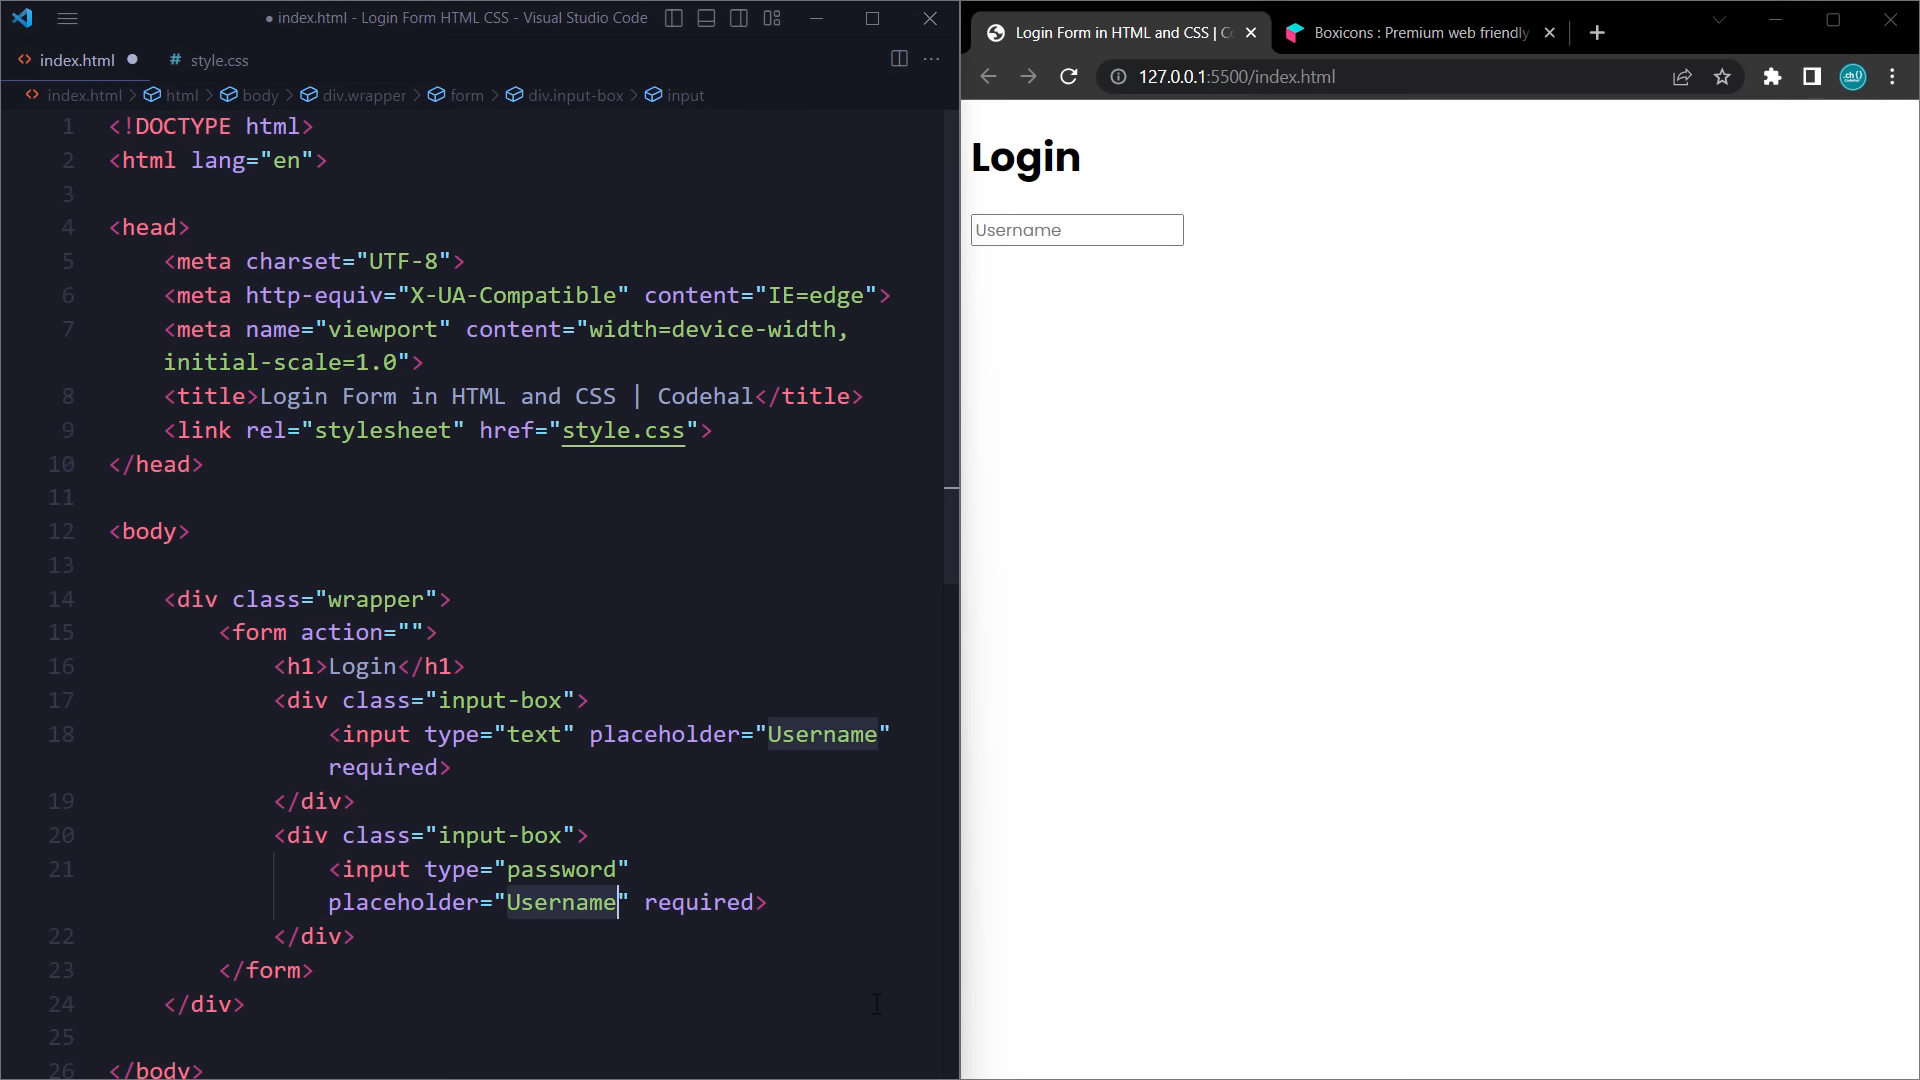 index.html - Login Form HTML CSS - Visual Studio Code
index.html
# style.css
index.html > html > body > div.wrapper > form > div.input-box > input
1 <!DOCTYPE html>
2 <html lang="en">
3
4 <head>
5 <meta charset="UTF-8">
6 <meta http-equiv="X-UA-Compatible" content="IE=edge">
7 <meta name="viewport" content="width=device-width,
initial-scale=1.0">
8 <title>Login Form in HTML and CSS | Codehal</title>
9 <link rel="stylesheet" href="style.css">
10 </head>
11
12 <body>
13
14 <div class="wrapper">
15 <form action="">
16 <h1>Login</h1>
17 <div class="input-box">
18 <input type="text" placeholder="Username"
required>
19 </div>
20 <div class="input-box">
21 <input type="password"
placeholder="Username" required>
22 </div>
23 </form>
24 </div>
25
26 </body>
Login Form in HTML and CSS | Co
Boxicons : Premium web friendly
127.0.0.1:5500/index.html
Login
Username